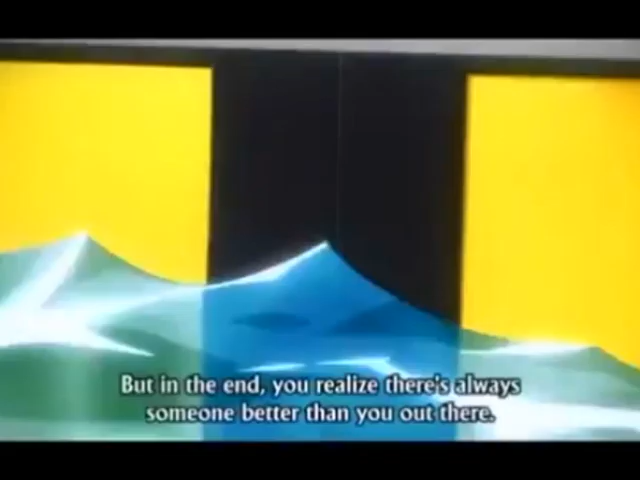 But in the end, you realize there's always
someone better than you out there.